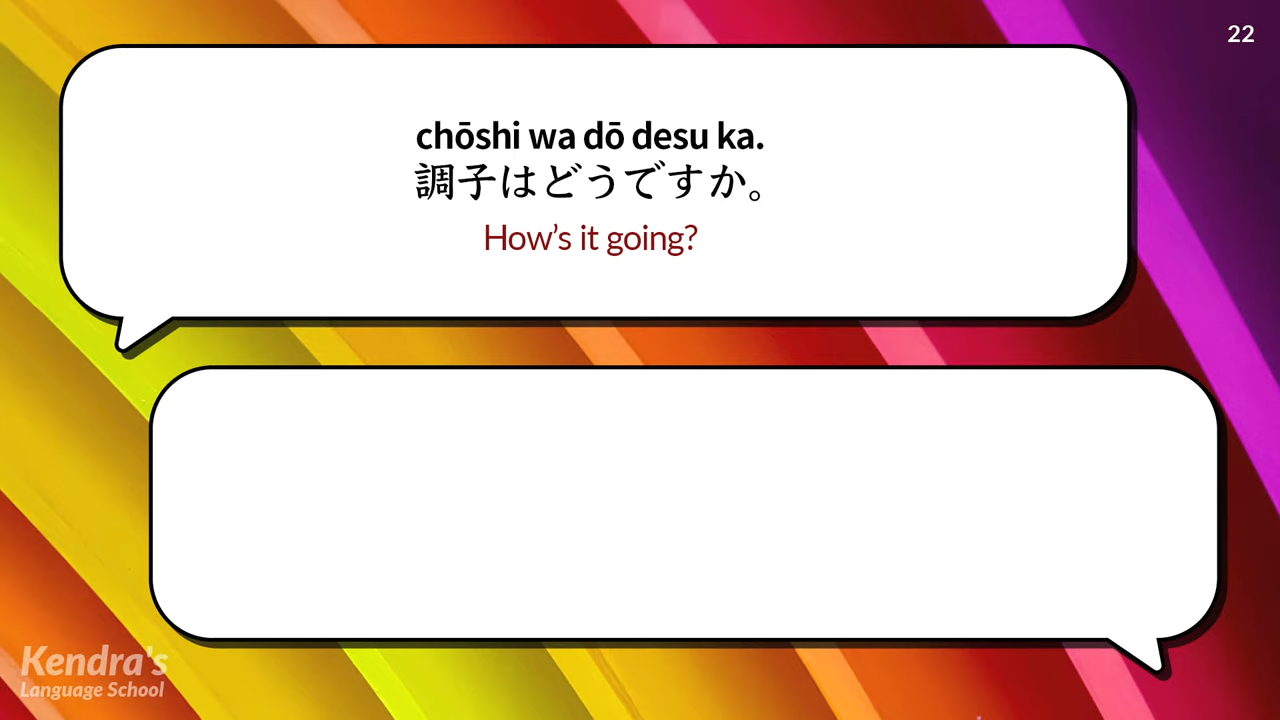 22
chōshi wa dō desu ka.
調子はどうですか。
How's it going?
Kendra's
Language School